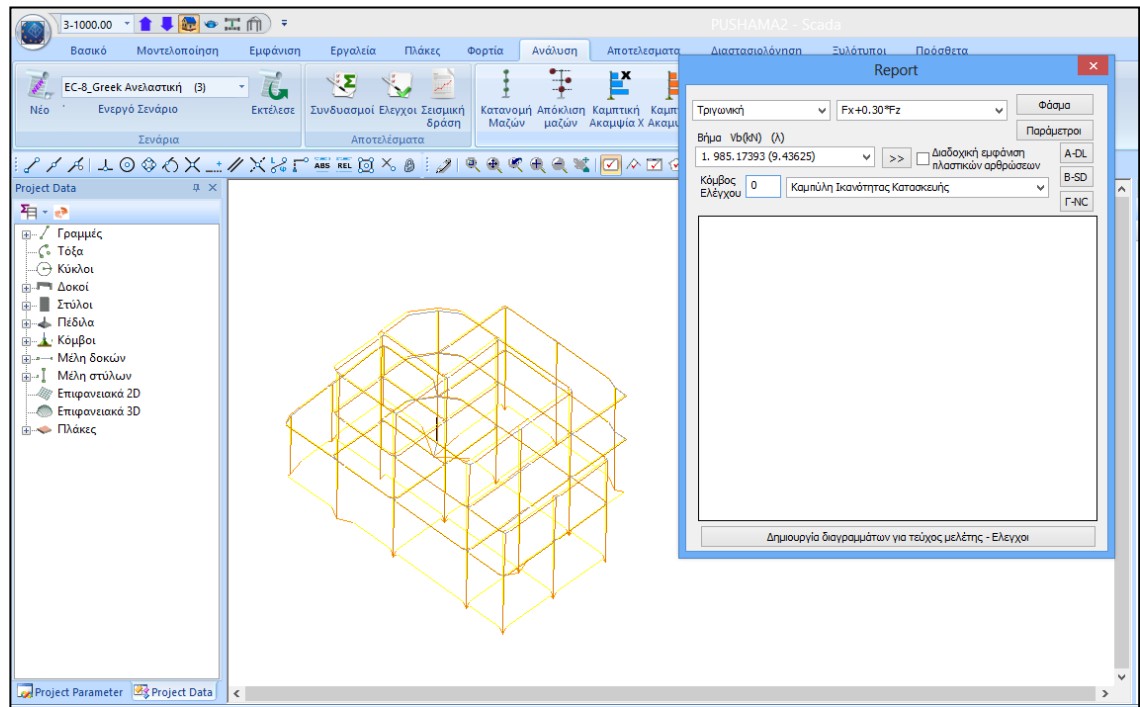 3-1000.00
PUSHAMA2 - Scada
Βασικό Μοντελοποίηση Εμφάνιση Εργαλεία Πλάκες Φορτία Ανάλυση Αποτελεσματα Διαστασιολόγηση Ξυλότυποι Πρόσθετα
EC-8_Greek Ανελαστική (3)
Νέο Ενεργό Σενάριο Εκτέλεσε
Συνδυασμοί Ελεγχοι Σεισμική δράση
Κατανομή Μαζών Απόκλιση μαζών Καμπτική Ακαμψία Χ
Σενάρια Αποτελέσματα
ABS REL
Project Data
Γραμμές
Τόξα
Κύκλοι
Δοκοί
Στύλοι
Πέδιλα
Κόμβοι
Μέλη δοκών
Μέλη στύλων
Επιφανειακά 2D
Επιφανειακά 3D
Πλάκες
Project Parameter Project Data
Report
Τριγωνική Fx+0.30*Fz Φάσμα
Παράμετροι
Βήμα Vb(kN) (λ)
1. 985.17393 (9.43625) >> Διαδοχική εμφάνιση πλαστικών αρθρώσεων A-DL
Κόμβος Ελέγχου 0 Καμπύλη Ικανότητας Κατασκευής B-SD
Γ-NC
Δημιουργία διαγραμμάτων για τεύχος μελέτης - Ελεγχοι